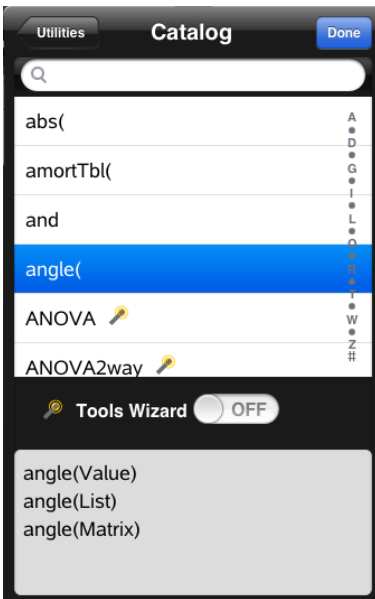 Utilities
Catalog
Done
abs(
amortTbl(
and
angle(
ANOVA
ANOVA2way
A
D
G
I
L
O
R
T
W
Z
#
Tools Wizard
OFF
angle(Value)
angle(List)
angle(Matrix)